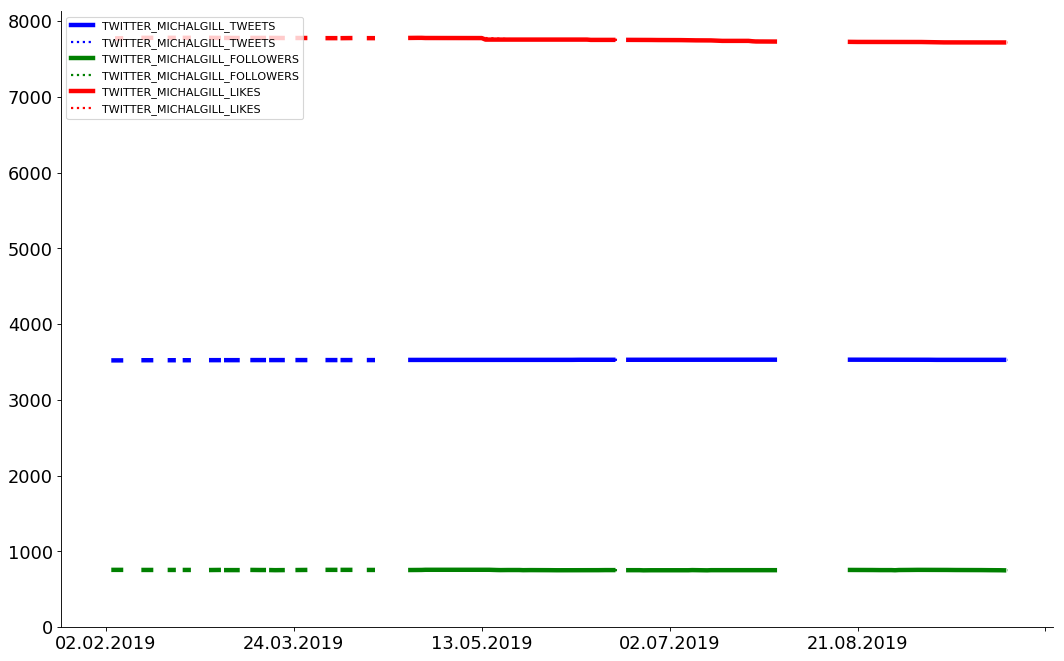 8000
7000
6000
5000
4000
3000
2000
1000
0
TWITTER_MICHALGILL_TWEETS
TWITTER_MICHALGILL_TWEETS
TWITTER_MICHALGILL_FOLLOWERS
TWITTER_MICHALGILL_FOLLOWERS
TWITTER_MICHALGILL_LIKES
TWITTER_MICHALGILL_LIKES
02.02.2019 24.03.2019 13.05.2019 02.07.2019 21.08.2019